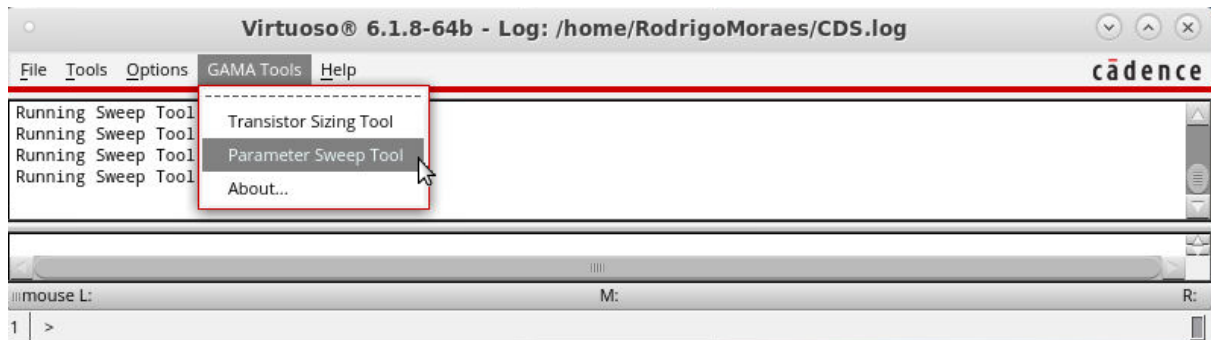 Virtuoso® 6.1.8-64b - Log: /home/RodrigoMoraes/CDS.log
File Tools Options GAMA Tools Help cādence
--------------------------
Running Sweep Tool
Running Sweep Tool Transistor Sizing Tool
Running Sweep Tool Parameter Sweep Tool
Running Sweep Tool
About...
mouse L: M: R:
1 >